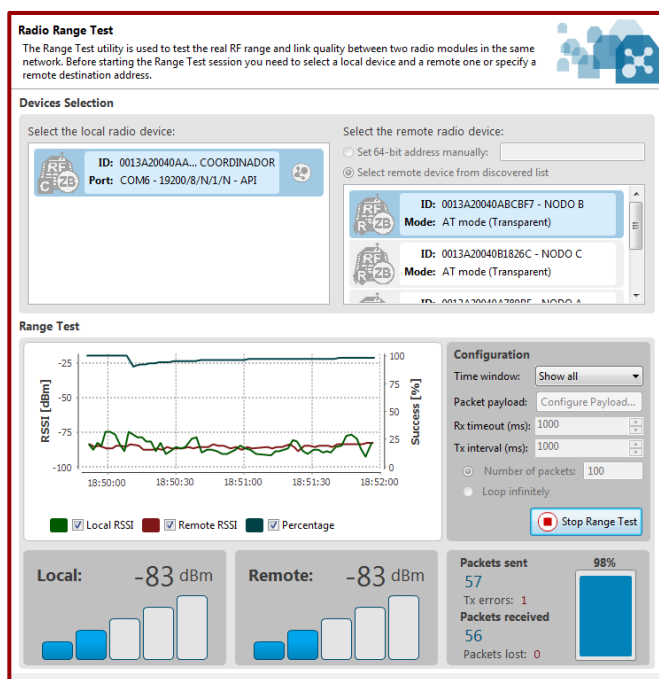 Radio Range Test
The Range Test utility is used to test the real RF range and link quality between two radio modules in the same
network. Before starting the Range Test session you need to select a local device and a remote one or specify a
remote destination address.
Devices Selection
Select the local radio device:
RF
C ZB
ID: 0013A20040AA... COORDINADOR
Port: COM6 - 19200/8/N/1/N - API
Select the remote radio device:
Set 64-bit address manually:
Select remote device from discovered list
RF
R ZB
ID: 0013A20040ABCBF7 - NODO B
Mode: AT mode (Transparent)
RF
R ZB
ID: 0013A20040B1826C - NODO C
Mode: AT mode (Transparent)
Range Test
RSSI [dBm]
-25
-50
-75
-100
100
75
50
25
0
Success [%]
18:50:00 18:50:30 18:51:00 18:51:30 18:52:00
Local RSSI Remote RSSI Percentage
Configuration
Time window: Show all
Packet payload: Configure Payload...
Rx timeout (ms): 1000
Tx interval (ms): 1000
Number of packets: 100
Loop infinitely
Stop Range Test
Local: -83 dBm
Remote: -83 dBm
Packets sent
57
Tx errors: 1
Packets received
56
Packets lost: 0
98%